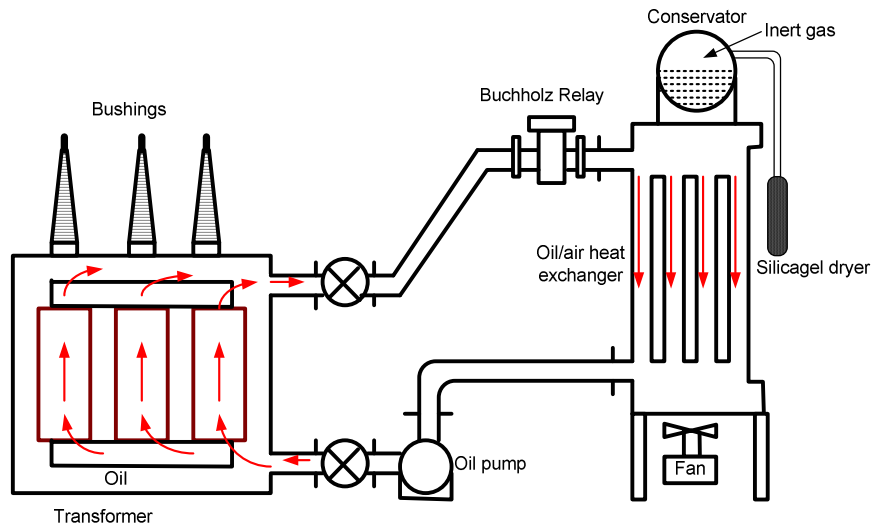 Conservator
Inert gas
Buchholz Relay
Bushings
Oil/air heat
exchanger
Silicagel dryer
Oil pump
Fan
Oil
Transformer